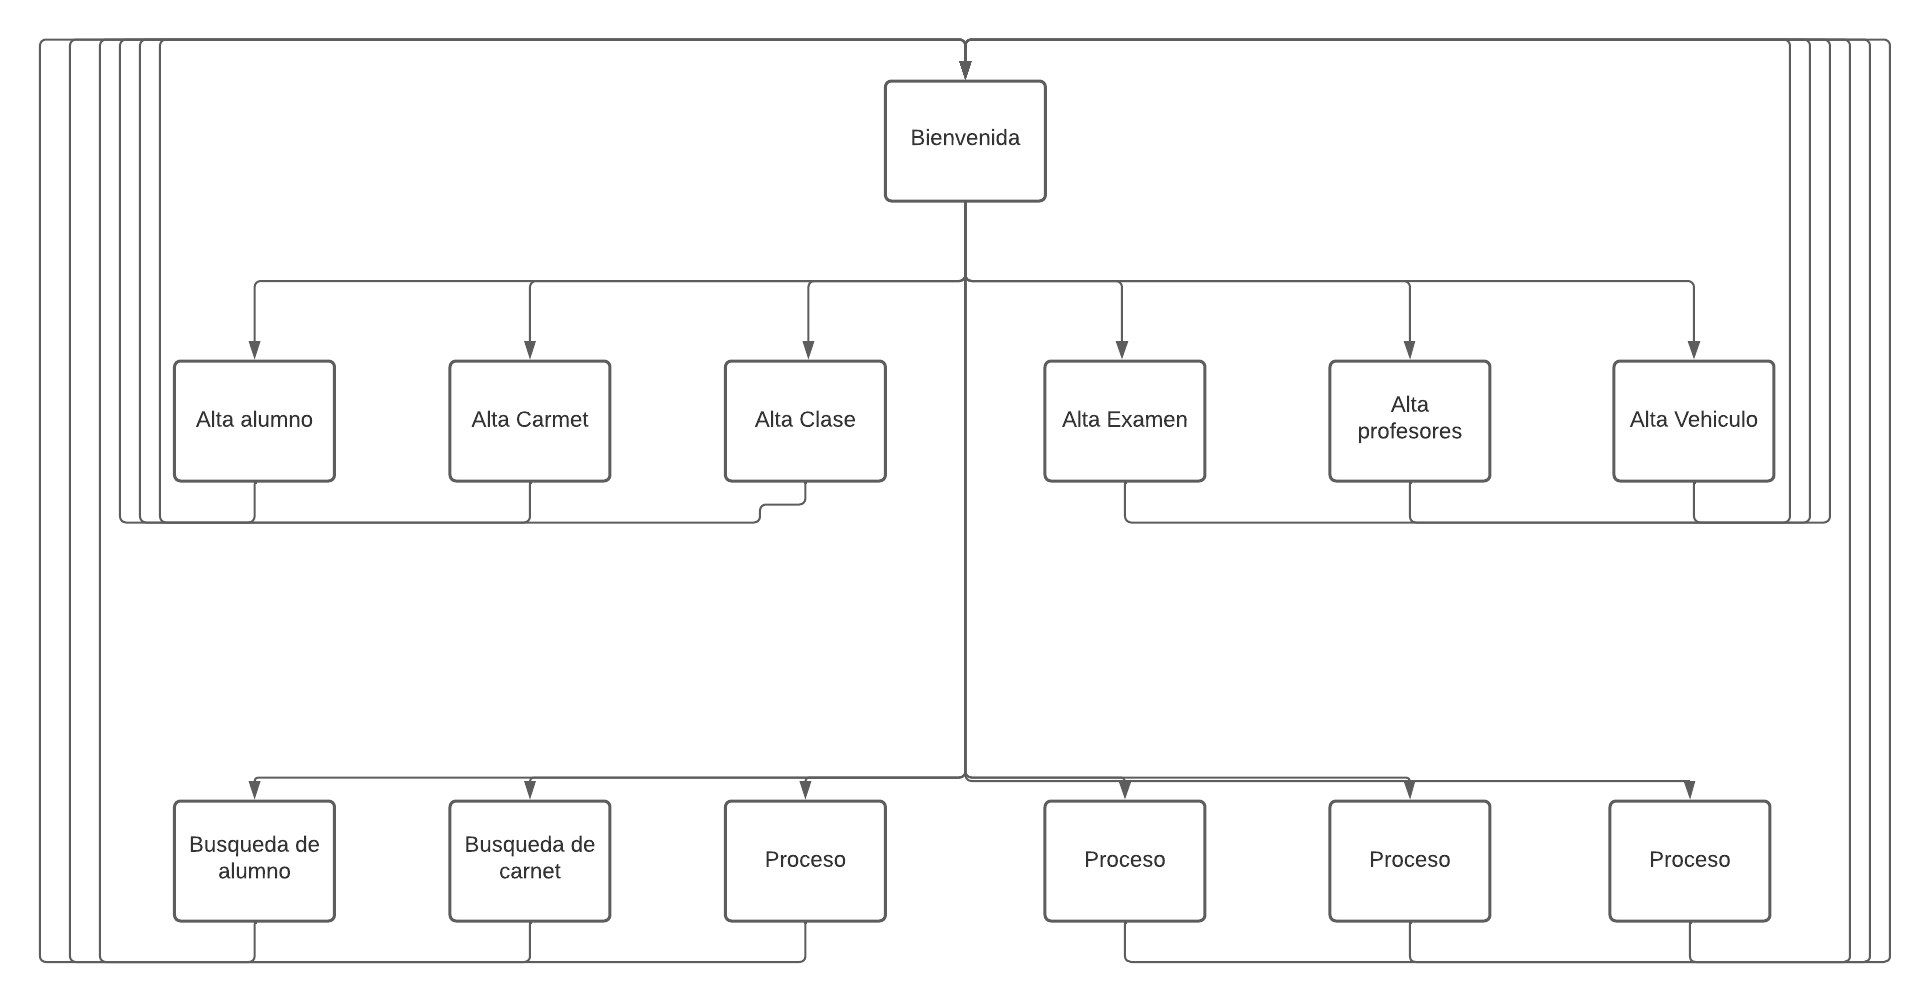 Bienvenida
Alta alumno
Alta Carmet
Alta Clase
Alta Examen
Alta
profesores
Alta Vehiculo
Busqueda de
alumno
Busqueda de
carnet
Proceso
Proceso
Proceso
Proceso